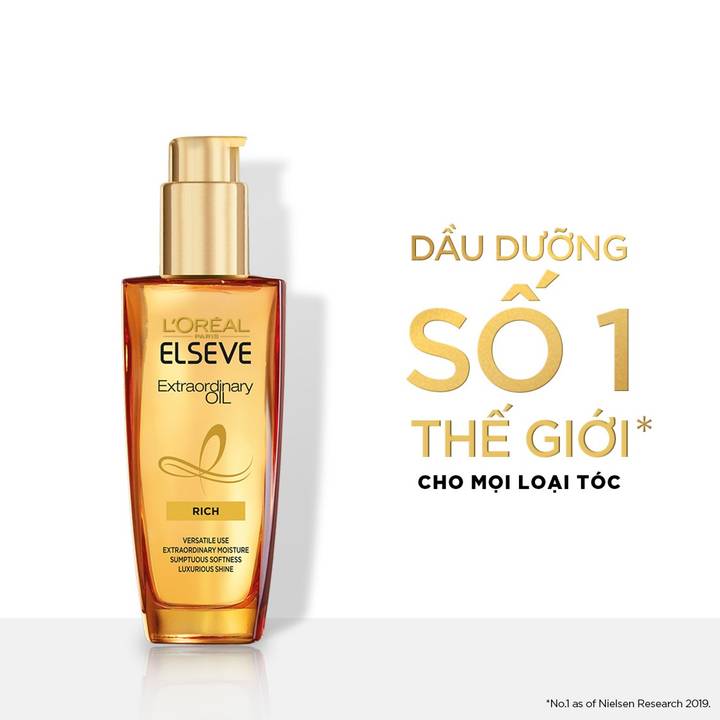 L'ORÉAL
PARIS
ELSEVE
Extraordinary
OIL
RICH
VERSATILE USE
EXTRAORDINARY MOISTURE
SUMPTUOUS SOFTNESS
LUXURIOUS SHINE
DẦU DƯỠNG
SỐ 1
THẾ GIỚI*
CHO MỌI LOẠI TÓC
*No.1 as of Nielsen Research 2019.